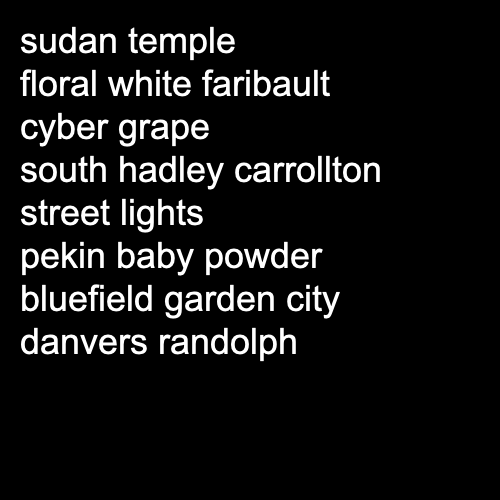 sudan temple
floral white faribault
cyber grape
south hadley carrollton
street lights
pekin baby powder
bluefield garden city
danvers randolph